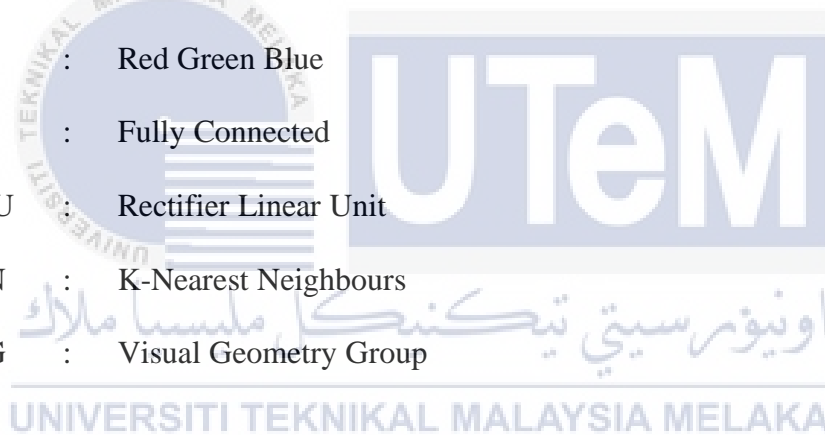 : Red Green Blue
: Fully Connected
U : Rectifier Linear Unit
N : K-Nearest Neighbours
G : Visual Geometry Group
UTeM
اونيۏرسيتي تيكنيكل مليسيا ملاك
UNIVERSITI TEKNIKAL MALAYSIA MELAKA